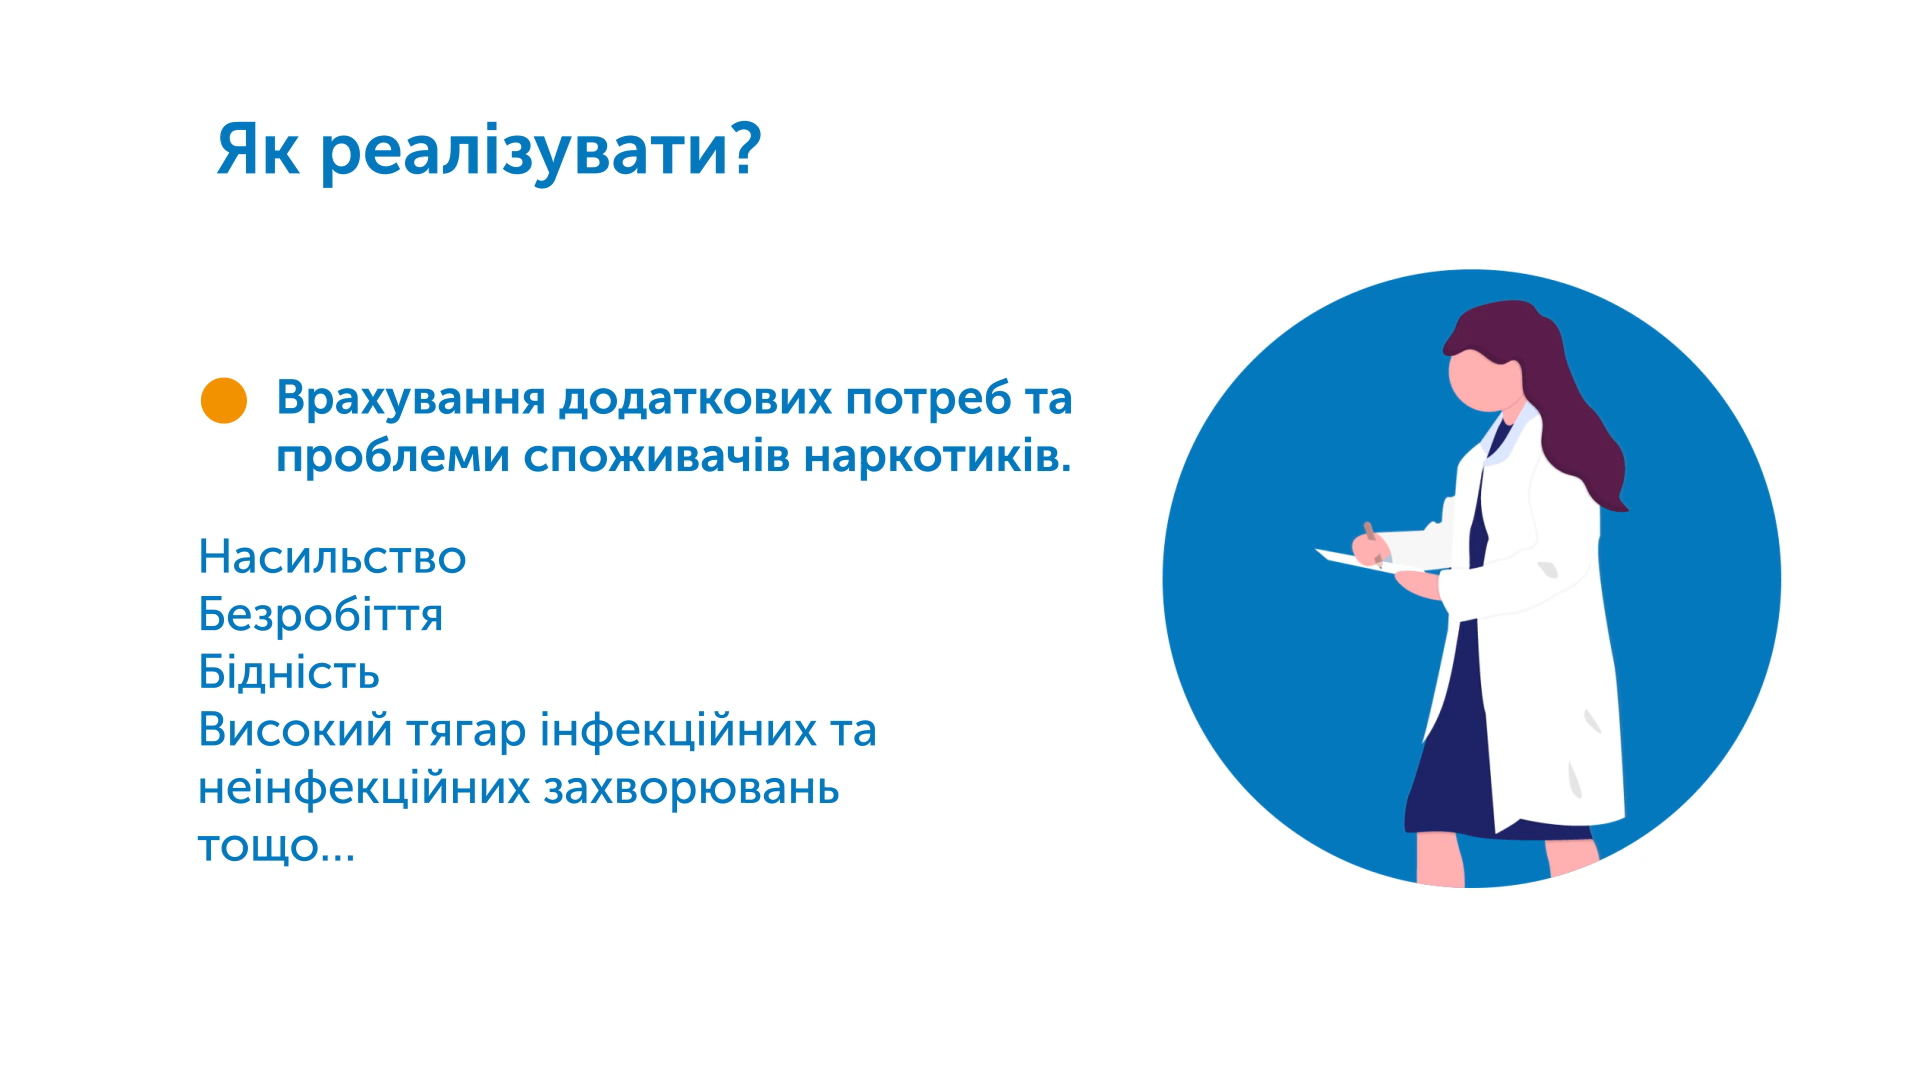 Як реалізувати?
Врахування додаткових потреб та
проблеми споживачів наркотиків.
Насильство
Безробіття
Бідність
Високий тягар інфекційних та
неінфекційних захворювань
тощо...